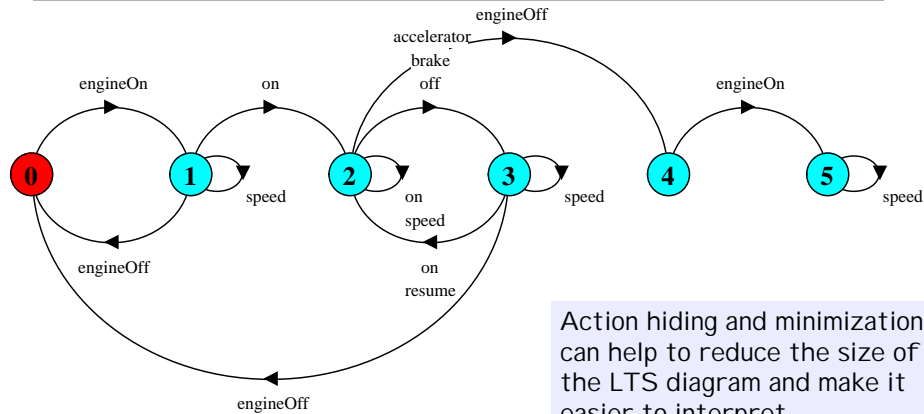 engineOff
accelerator
brake
engineOn
on
off
engineOn
0
1
2
3
4
5
speed
on
speed
speed
speed
engineOff
on
resume
engineOff
Action hiding and minimization
can help to reduce the size of
the LTS diagram and make it
easier to interpret